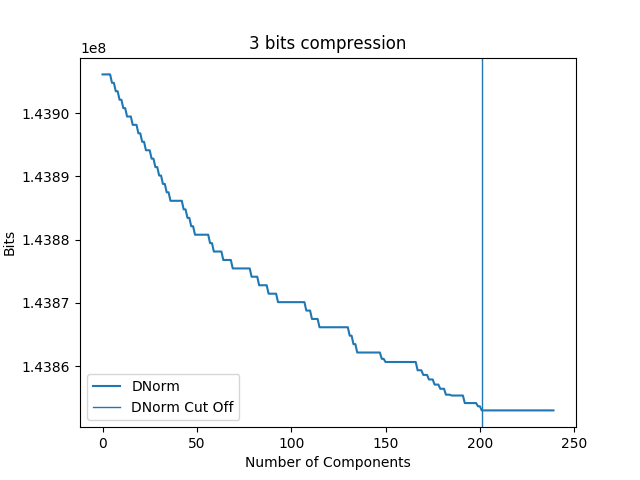 3 bits compression
1e8
1.4390
1.4389
1.4388
1.4387
1.4386
Bits
DNorm
DNorm Cut Off
0 50 100 150 200 250
Number of Components